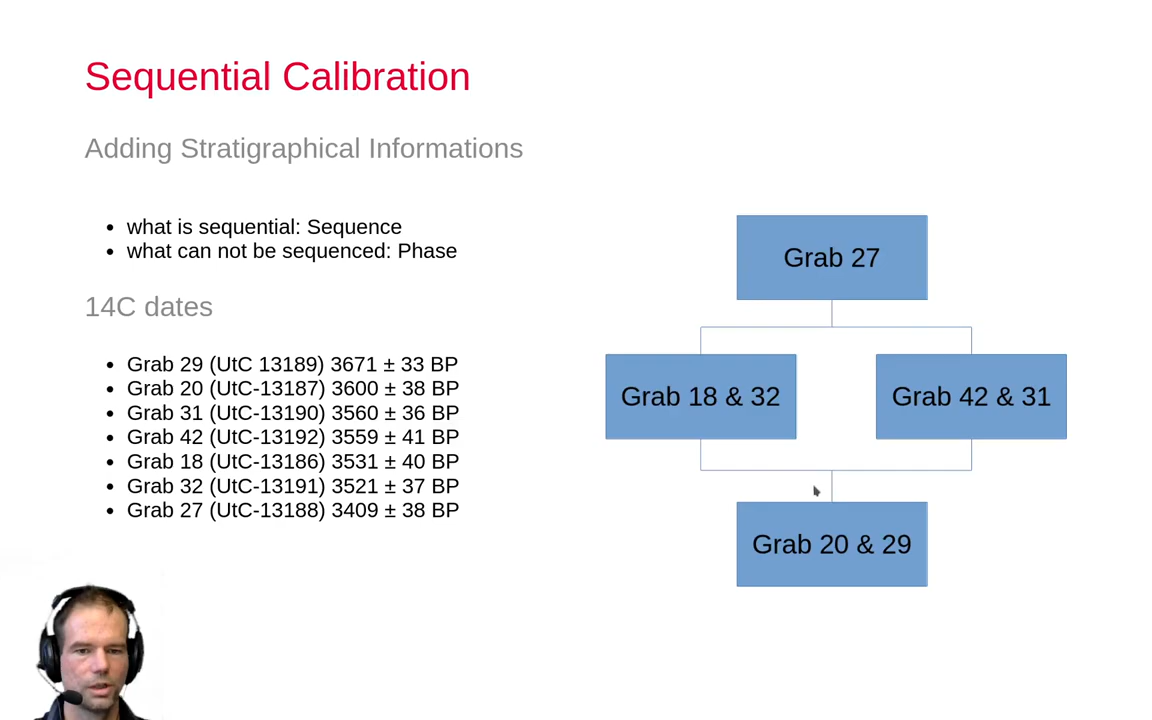 Sequential Calibration
Adding Stratigraphical Informations
• what is sequential: Sequence
• what can not be sequenced: Phase
14C dates
• Grab 29 (UtC 13189) 3671 ± 33 BP
• Grab 20 (UtC-13187) 3600 ± 38 BP
• Grab 31 (UtC-13190) 3560 ± 36 BP
• Grab 42 (UtC-13192) 3559 ± 41 BP
• Grab 18 (UtC-13186) 3531 ± 40 BP
• Grab 32 (UtC-13191) 3521 ± 37 BP
• Grab 27 (UtC-13188) 3409 ± 38 BP
Grab 27
Grab 18 & 32
Grab 42 & 31
Grab 20 & 29